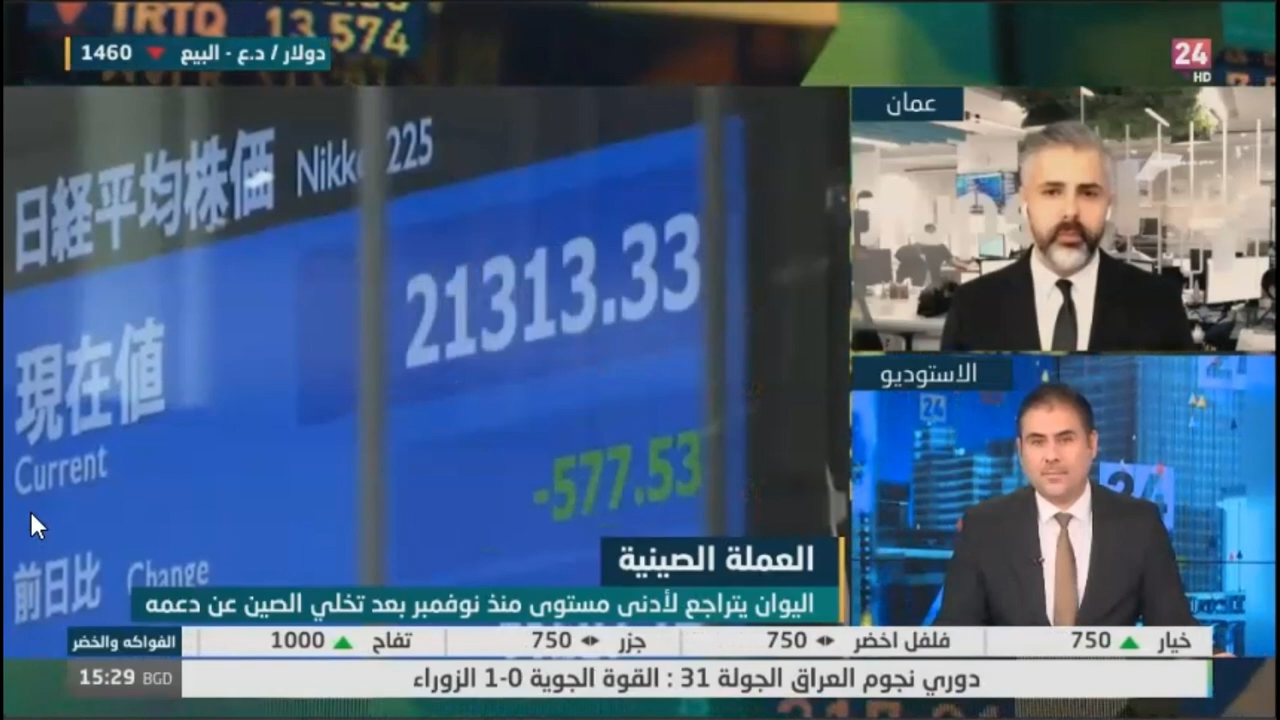 TRTQ
13,574
دولار / د.ع - البيع 1460
24
HD
日経平均株価 Nikke 225
21313.33
現在値
Current
-577.53
前日比 Change
عمان
الاستوديو
24
24
العملة الصينية
اليوان يتراجع لأدنى مستوى منذ نوفمبر بعد تخلي الصين عن دعمه
خيار 750 فلفل اخضر 750 جزر 750 تفاح 1000 الفواكه والخضر
دوري نجوم العراق الجولة 31 : القوة الجوية 0-1 الزوراء
15:29 BGD